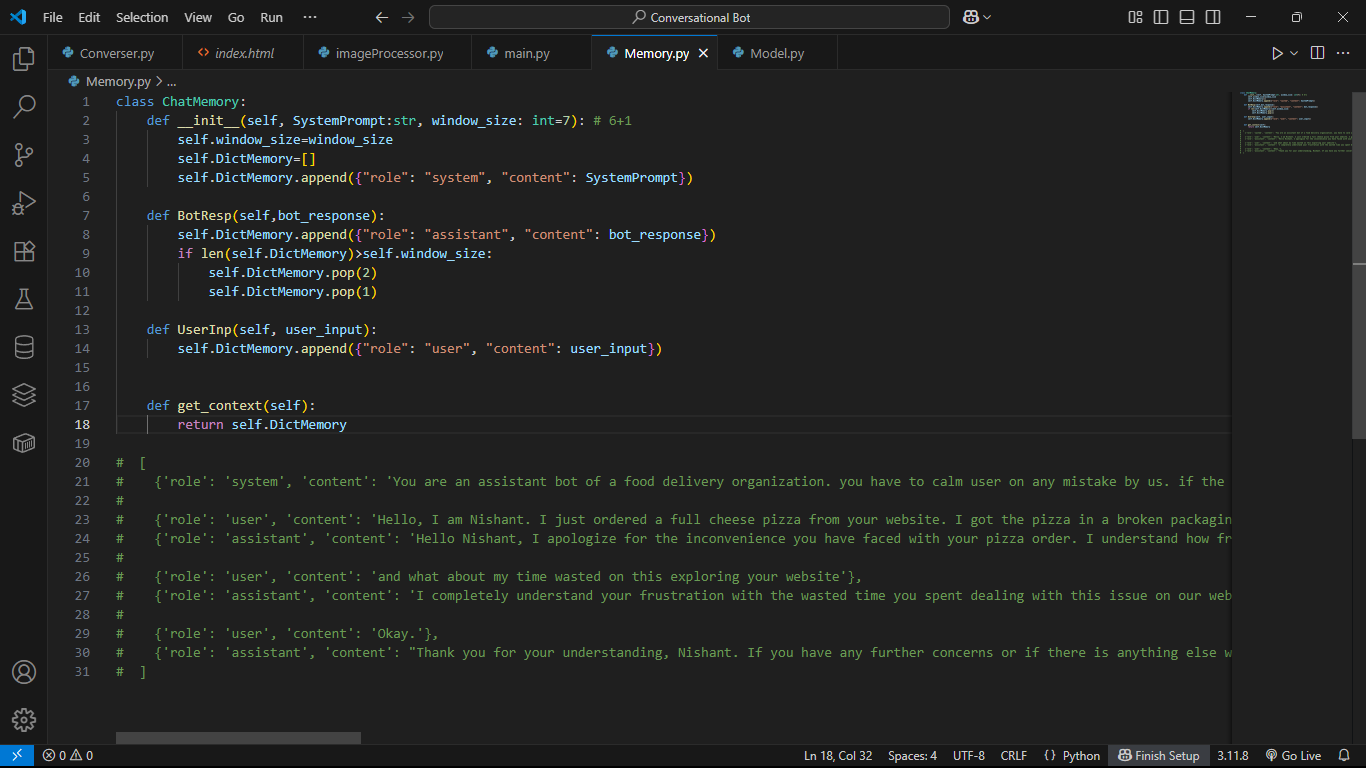 File Edit Selection View Go Run ··· Conversational Bot
Converser.py index.html imageProcessor.py main.py Memory.py Model.py
Memory.py > ...
1 class ChatMemory:
2 def __init__(self, SystemPrompt:str, window_size: int=7): # 6+1
3 self.window_size=window_size
4 self.DictMemory=[]
5 self.DictMemory.append({"role": "system", "content": SystemPrompt})
6
7 def BotResp(self,bot_response):
8 self.DictMemory.append({"role": "assistant", "content": bot_response})
9 if len(self.DictMemory)>self.window_size:
10 self.DictMemory.pop(2)
11 self.DictMemory.pop(1)
12
13 def UserInp(self, user_input):
14 self.DictMemory.append({"role": "user", "content": user_input})
15
16
17 def get_context(self):
18 return self.DictMemory
19
20 # [
21 # {'role': 'system', 'content': 'You are an assistant bot of a food delivery organization. you have to calm user on any mistake by us. if the
22 #
23 # {'role': 'user', 'content': 'Hello, I am Nishant. I just ordered a full cheese pizza from your website. I got the pizza in a broken packagin
24 # {'role': 'assistant', 'content': 'Hello Nishant, I apologize for the inconvenience you have faced with your pizza order. I understand how fr
25 #
26 # {'role': 'user', 'content': 'and what about my time wasted on this exploring your website'},
27 # {'role': 'assistant', 'content': 'I completely understand your frustration with the wasted time you spent dealing with this issue on our web
28 #
29 # {'role': 'user', 'content': 'Okay.'},
30 # {'role': 'assistant', 'content': "Thank you for your understanding, Nishant. If you have any further concerns or if there is anything else w
31 # ]
0 0 Ln 18, Col 32 Spaces: 4 UTF-8 CRLF {} Python Finish Setup 3.11.8 Go Live